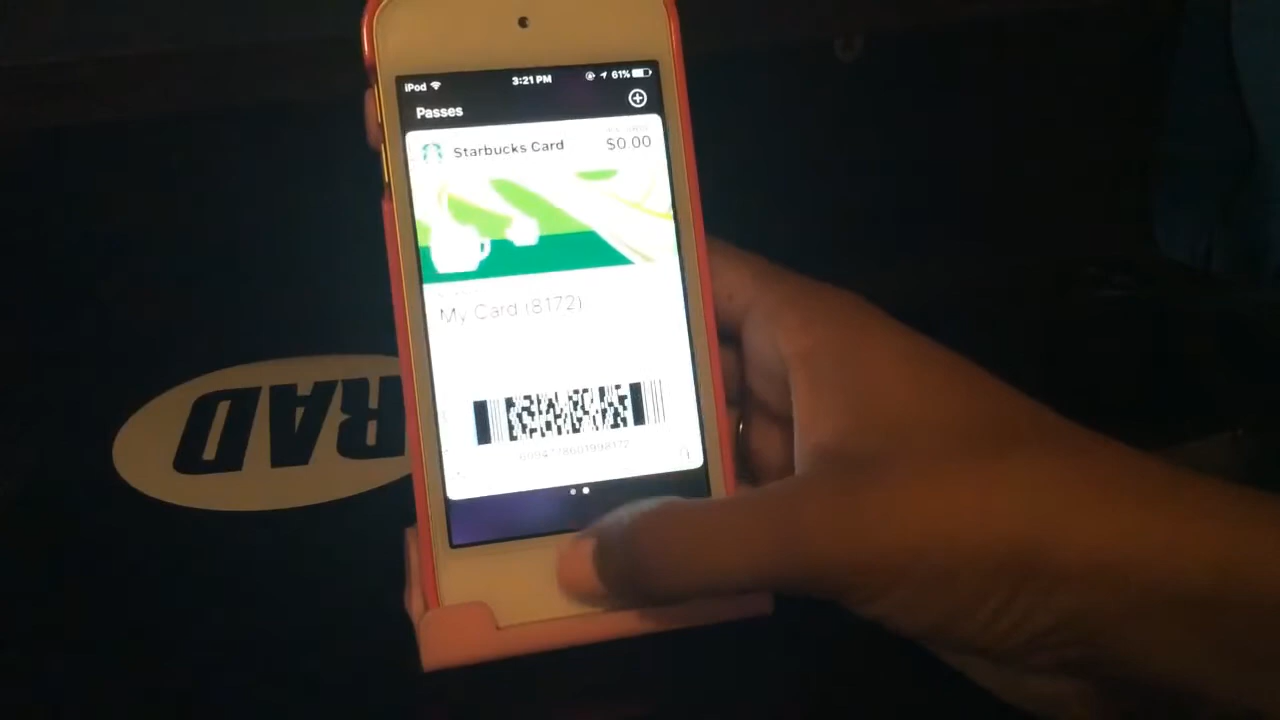 iPod 3:21 PM 61%
Passes
Starbucks Card
$0.00
My Card (8172)
RAD